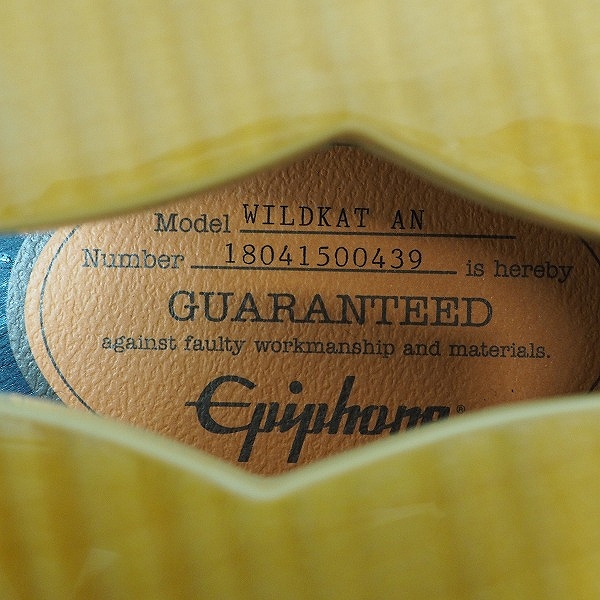 Model WILDKAT AN
Number 18041500439 is hereby
GUARANTEED
against faulty workmanship and materials.
Epiphone®